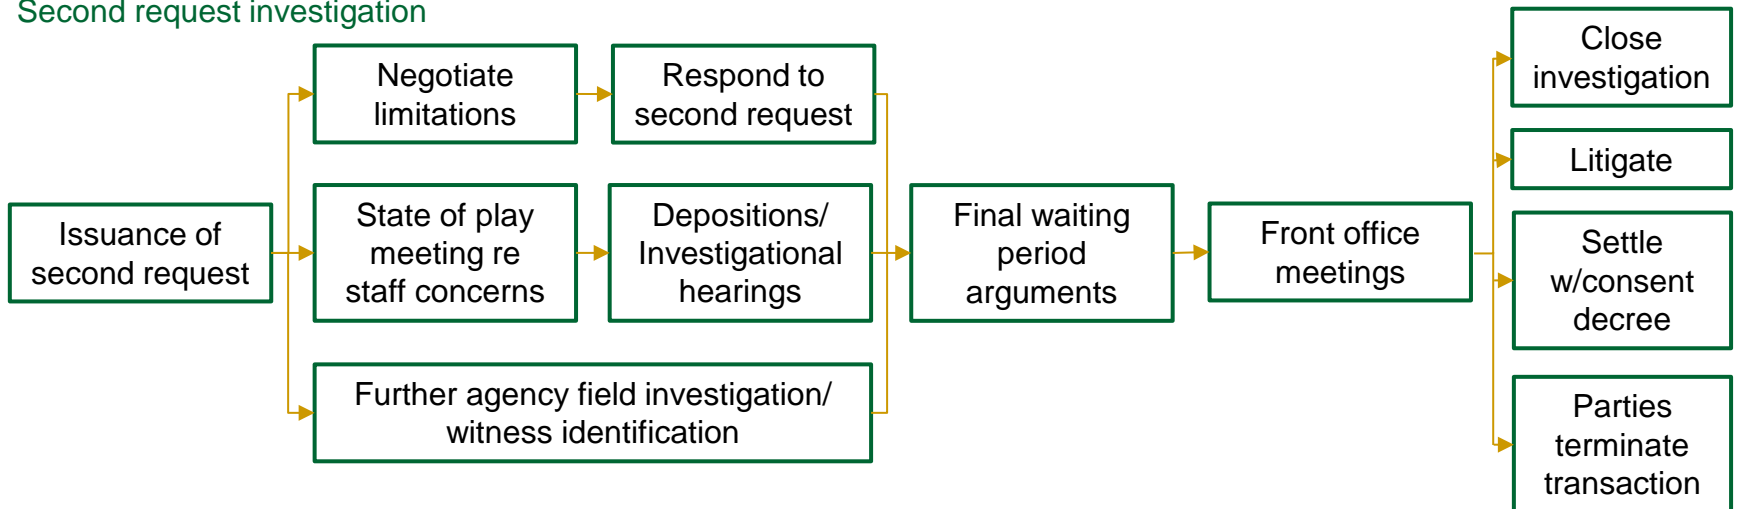 Second request investigation
Issuance of
second request
Negotiate
limitations
Respond to
second request
State of play
meeting re
staff concerns
Depositions/
Investigational
hearings
Further agency field investigation/
witness identification
Final waiting
period
arguments
Front office
meetings
Close
investigation
Litigate
Settle
w/consent
decree
Parties
terminate
transaction